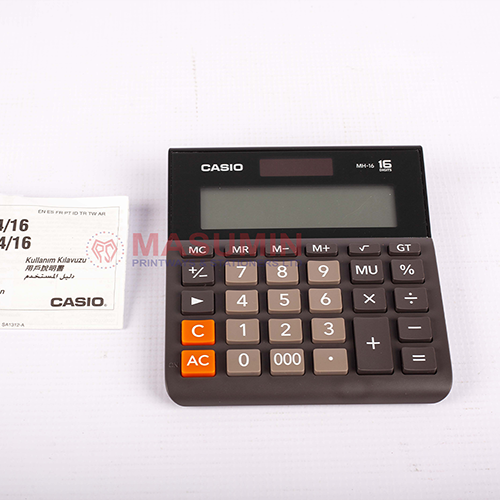 EN ES FR PT ID TR TW AR
4/16
4/16
Kullanım Kılavuzu
用戶說明書
دليل المستخدم
CASIO
SA1212-A
CASIO
MH-16
16
DIGITS
MASUMIN
MC MR M− M+ √ GT
+/− 7 8 9 MU %
► 4 5 6 × ÷
C 1 2 3 + −
AC 0 000 · =